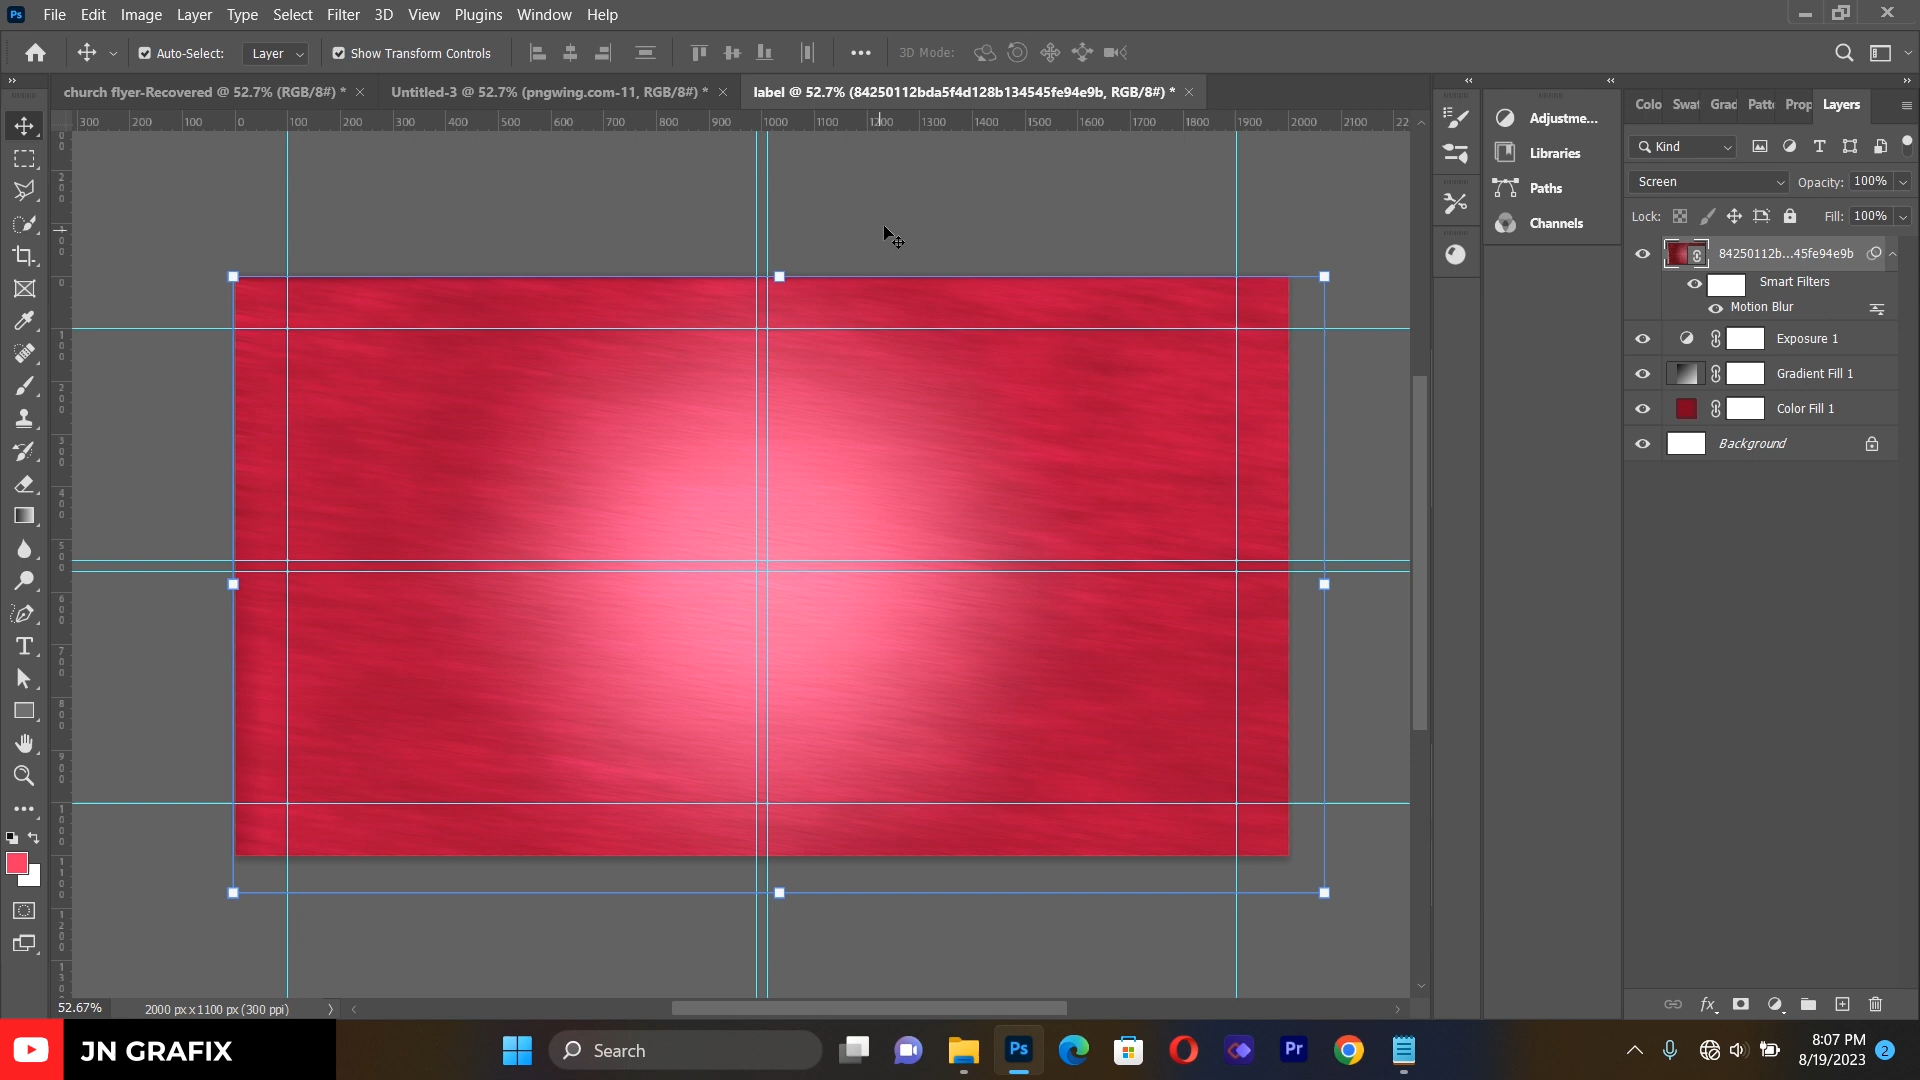 Ps File Edit Image Layer Type Select Filter 3D View Plugins Window Help
Auto-Select: Layer Show Transform Controls 3D Mode:
church flyer-Recovered @ 52.7% (RGB/8#) * Untitled-3 @ 52.7% (pngwing.com-11, RGB/8#) * label @ 52.7% (84250112bda5f4d128b134545fe94e9b, RGB/8#) *
300 200 100 0 100 200 300 400 500 600 700 800 900 1000 1100 1200 1300 1400 1500 1600 1700 1800 1900 2000 2100 22
Adjustme...
Libraries
Paths
Channels
Colo Swat Grad Patte Prop Layers
Kind
Screen Opacity: 100%
Lock: Fill: 100%
84250112b...45fe94e9b
Smart Filters
Motion Blur
Exposure 1
Gradient Fill 1
Color Fill 1
Background
fx
52.67% 2000 px x 1100 px (300 ppi)
JN GRAFIX
Search
Ps
Pr
8:07 PM
8/19/2023
2